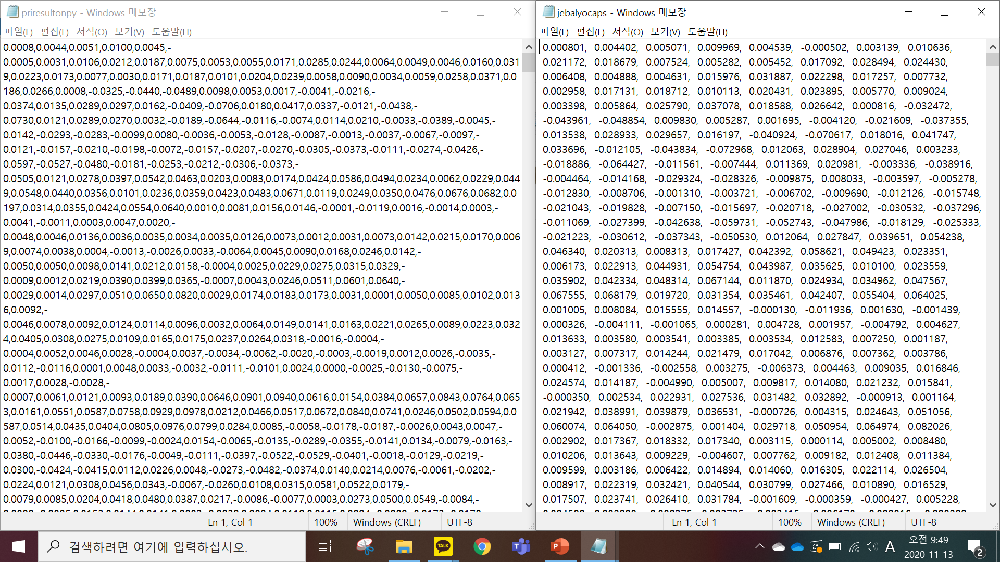 priresultonpy - Windows 메모장
파일(F) 편집(E) 서식(O) 보기(V) 도움말(H)
0.0008,0.0044,0.0051,0.0100,0.0045,-
0.0005,0.0031,0.0106,0.0212,0.0187,0.0075,0.0053,0.0055,0.0171,0.0285,0.0244,0.0064,0.0049,0.0046,0.0160,0.031
9,0.0223,0.0173,0.0077,0.0030,0.0171,0.0187,0.0101,0.0204,0.0239,0.0058,0.0090,0.0034,0.0059,0.0258,0.0371,0.0
186,0.0266,0.0008,-0.0325,-0.0440,-0.0489,0.0098,0.0053,0.0017,-0.0041,-0.0216,-
0.0374,0.0135,0.0289,0.0297,0.0162,-0.0409,-0.0706,0.0180,0.0417,0.0337,-0.0121,-0.0438,-
0.0730,0.0121,0.0289,0.0270,0.0032,-0.0189,-0.0644,-0.0116,-0.0074,0.0114,0.0210,-0.0033,-0.0389,-0.0045,-
0.0142,-0.0293,-0.0283,-0.0099,0.0080,-0.0036,-0.0053,-0.0128,-0.0087,-0.0013,-0.0037,-0.0067,-0.0097,-
0.0121,-0.0157,-0.0210,-0.0198,-0.0072,-0.0157,-0.0207,-0.0270,-0.0305,-0.0373,-0.0111,-0.0274,-0.0426,-
0.0597,-0.0527,-0.0480,-0.0181,-0.0253,-0.0212,-0.0306,-0.0373,-
0.0505,0.0121,0.0278,0.0397,0.0542,0.0463,0.0203,0.0083,0.0174,0.0424,0.0586,0.0494,0.0234,0.0062,0.0229,0.044
9,0.0548,0.0440,0.0356,0.0101,0.0236,0.0359,0.0423,0.0483,0.0671,0.0119,0.0249,0.0350,0.0476,0.0676,0.0682,0.0
197,0.0314,0.0355,0.0424,0.0554,0.0640,0.0010,0.0081,0.0156,0.0146,-0.0001,-0.0119,0.0016,-0.0014,0.0003,-
0.0041,-0.0011,0.0003,0.0047,0.0020,-
0.0048,0.0046,0.0136,0.0036,0.0035,0.0034,0.0035,0.0126,0.0073,0.0012,0.0031,0.0073,0.0142,0.0215,0.0170,0.006
9,0.0074,0.0038,0.0004,-0.0013,-0.0026,0.0033,-0.0064,0.0045,0.0090,0.0168,0.0246,0.0142,-
0.0050,0.0050,0.0098,0.0141,0.0212,0.0158,-0.0004,0.0025,0.0229,0.0275,0.0315,0.0329,-
0.0009,0.0012,0.0219,0.0390,0.0399,0.0365,-0.0007,0.0043,0.0246,0.0511,0.0601,0.0640,-
0.0029,0.0014,0.0297,0.0510,0.0650,0.0820,0.0029,0.0174,0.0183,0.0173,0.0031,0.0001,0.0050,0.0085,0.0102,0.013
6,0.0092,-
0.0046,0.0078,0.0092,0.0124,0.0114,0.0096,0.0032,0.0064,0.0149,0.0141,0.0163,0.0221,0.0265,0.0089,0.0223,0.032
4,0.0405,0.0308,0.0275,0.0109,0.0165,0.0175,0.0237,0.0264,0.0318,-0.0016,-0.0004,-
0.0004,0.0052,0.0046,0.0028,-0.0004,0.0037,-0.0034,-0.0062,-0.0020,-0.0003,-0.0019,0.0012,0.0026,-0.0035,-
0.0112,-0.0116,0.0001,0.0048,0.0033,-0.0032,-0.0111,-0.0101,0.0024,0.0000,-0.0025,-0.0130,-0.0075,-
0.0017,0.0028,-0.0028,-
0.0007,0.0061,0.0121,0.0093,0.0189,0.0390,0.0646,0.0901,0.0940,0.0616,0.0154,0.0384,0.0657,0.0843,0.0764,0.065
3,0.0161,0.0551,0.0587,0.0758,0.0929,0.0978,0.0212,0.0466,0.0517,0.0672,0.0840,0.0741,0.0246,0.0502,0.0594,0.0
587,0.0514,0.0435,0.0404,0.0805,0.0976,0.0799,0.0284,0.0085,-0.0058,-0.0178,-0.0187,-0.0026,0.0043,0.0047,-
0.0052,-0.0100,-0.0166,-0.0099,-0.0024,0.0154,-0.0065,-0.0135,-0.0289,-0.0355,-0.0141,0.0134,-0.0079,-0.0163,-
0.0380,-0.0446,-0.0330,-0.0176,-0.0049,-0.0111,-0.0397,-0.0522,-0.0529,-0.0401,-0.0018,-0.0129,-0.0219,-
0.0300,-0.0424,-0.0415,0.0112,0.0226,0.0048,-0.0273,-0.0482,-0.0374,0.0140,0.0214,0.0076,-0.0061,-0.0202,-
0.0224,0.0121,0.0308,0.0456,0.0343,-0.0067,-0.0260,0.0108,0.0315,0.0581,0.0522,0.0179,-
0.0079,0.0085,0.0204,0.0418,0.0480,0.0387,0.0217,-0.0086,-0.0077,0.0003,0.0273,0.0500,0.0549,-0.0084,-
Ln 1, Col 1 100% Windows (CRLF) UTF-8
jebalyocaps - Windows 메모장
파일(F) 편집(E) 서식(O) 보기(V) 도움말(H)
0.000801, 0.004402, 0.005071, 0.009969, 0.004539, -0.000502, 0.003139, 0.010636,
0.021172, 0.018679, 0.007524, 0.005282, 0.005452, 0.017092, 0.028494, 0.024430,
0.006408, 0.004888, 0.004631, 0.015976, 0.031887, 0.022298, 0.017257, 0.007732,
0.002958, 0.017131, 0.018712, 0.010113, 0.020431, 0.023895, 0.005770, 0.009024,
0.003398, 0.005864, 0.025790, 0.037078, 0.018588, 0.026642, 0.000816, -0.032472,
-0.043961, -0.048854, 0.009830, 0.005287, 0.001695, -0.004120, -0.021609, -0.037355,
0.013538, 0.028933, 0.029657, 0.016197, -0.040924, -0.070617, 0.018016, 0.041747,
0.033696, -0.012105, -0.043834, -0.072968, 0.012063, 0.028904, 0.027046, 0.003233,
-0.018886, -0.064427, -0.011561, -0.007444, 0.011369, 0.020981, -0.003336, -0.038916,
-0.004464, -0.014168, -0.029324, -0.028326, -0.009875, 0.008033, -0.003597, -0.005278,
-0.012830, -0.008706, -0.001310, -0.003721, -0.006702, -0.009690, -0.012126, -0.015748,
-0.021043, -0.019828, -0.007150, -0.015697, -0.020718, -0.027002, -0.030532, -0.037296,
-0.011069, -0.027399, -0.042638, -0.059731, -0.052743, -0.047986, -0.018129, -0.025333,
-0.021223, -0.030612, -0.037343, -0.050530, 0.012064, 0.027847, 0.039651, 0.054238,
0.046340, 0.020313, 0.008313, 0.017427, 0.042392, 0.058621, 0.049423, 0.023351,
0.006173, 0.022913, 0.044931, 0.054754, 0.043987, 0.035625, 0.010100, 0.023559,
0.035902, 0.042334, 0.048314, 0.067144, 0.011870, 0.024934, 0.034962, 0.047567,
0.067555, 0.068179, 0.019720, 0.031354, 0.035461, 0.042407, 0.055404, 0.064025,
0.001005, 0.008084, 0.015555, 0.014557, -0.000130, -0.011936, 0.001630, -0.001439,
0.000326, -0.004111, -0.001065, 0.000281, 0.004728, 0.001957, -0.004792, 0.004627,
0.013633, 0.003580, 0.003541, 0.003385, 0.003534, 0.012583, 0.007250, 0.001187,
0.003127, 0.007317, 0.014244, 0.021479, 0.017042, 0.006876, 0.007362, 0.003786,
0.000412, -0.001336, -0.002558, 0.003275, -0.006373, 0.004463, 0.009035, 0.016846,
0.024574, 0.014187, -0.004990, 0.005007, 0.009817, 0.014080, 0.021232, 0.015841,
-0.000350, 0.002534, 0.022931, 0.027536, 0.031482, 0.032892, -0.000913, 0.001164,
0.021942, 0.038991, 0.039879, 0.036531, -0.000726, 0.004315, 0.024643, 0.051056,
0.060074, 0.064050, -0.002875, 0.001404, 0.029718, 0.050954, 0.064974, 0.082026,
0.002902, 0.017367, 0.018332, 0.017340, 0.003115, 0.000114, 0.005002, 0.008480,
0.010206, 0.013643, 0.009229, -0.004607, 0.007762, 0.009182, 0.012408, 0.011384,
0.009599, 0.003186, 0.006422, 0.014894, 0.014060, 0.016305, 0.022114, 0.026504,
0.008917, 0.022319, 0.032421, 0.040544, 0.030799, 0.027466, 0.010890, 0.016529,
0.017507, 0.023741, 0.026410, 0.031784, -0.001609, -0.000359, -0.000427, 0.005228,
Ln 1, Col 1 100% Windows (CRLF) UTF-8
검색하려면 여기에 입력하십시오.
TALK
A
오전 9:49
2020-11-13
2